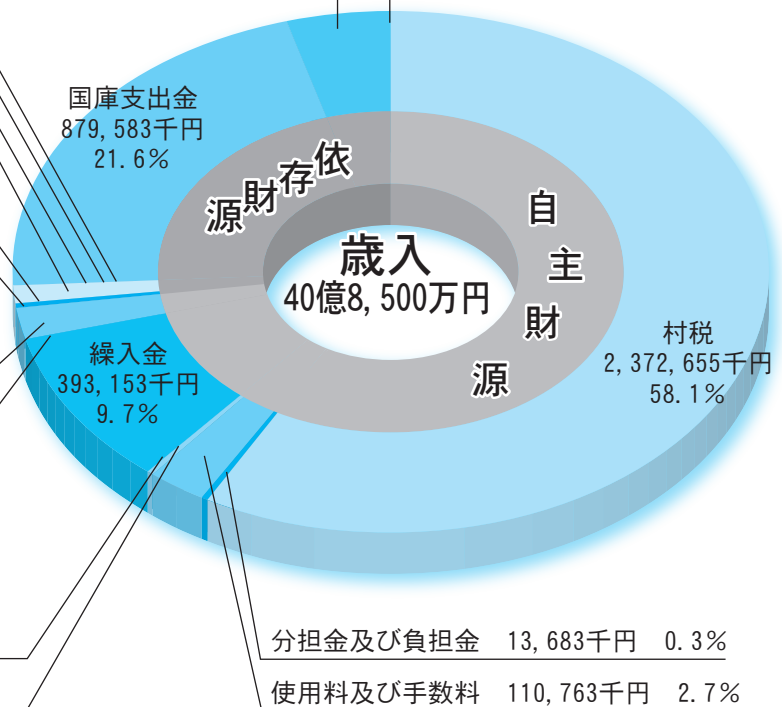 国庫支出金
879,583千円
21.6%
依存財源
自主財源
歳入
40億8,500万円
村税
2,372,655千円
58.1%
繰入金
393,153千円
9.7%
分担金及び負担金 13,683千円 0.3%
使用料及び手数料 110,763千円 2.7%